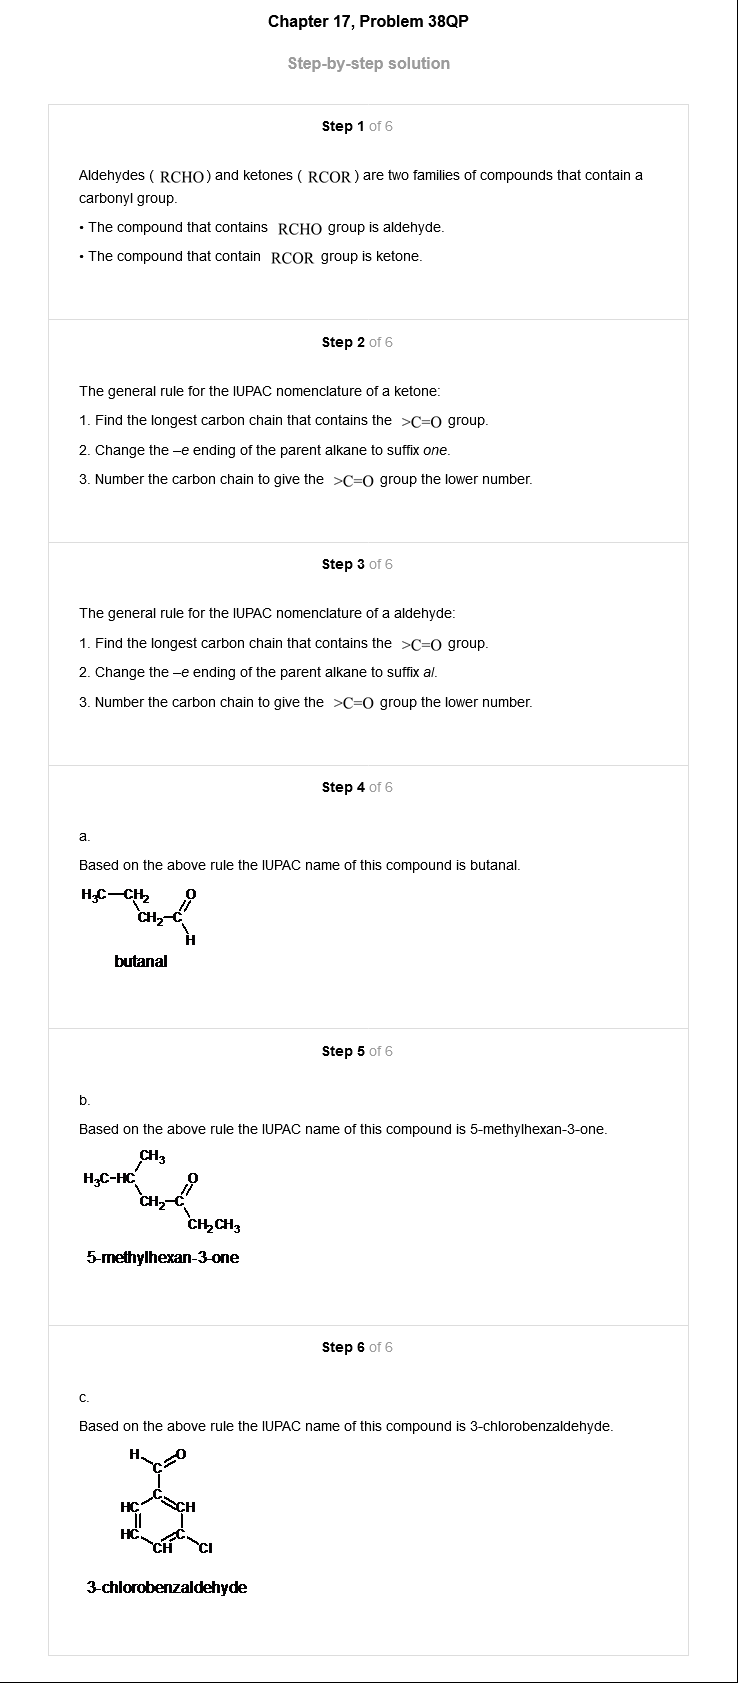 Chapter 17, Problem 38QP
Step-by-step solution
Step 1 of 6
Aldehydes ( RCHO ) and ketones ( RCOR ) are two families of compounds that contain a
carbonyl group.
• The compound that contains RCHO group is aldehyde.
• The compound that contain RCOR group is ketone.
Step 2 of 6
The general rule for the IUPAC nomenclature of a ketone:
1. Find the longest carbon chain that contains the >C=O group.
2. Change the –e ending of the parent alkane to suffix one.
3. Number the carbon chain to give the >C=O group the lower number.
Step 3 of 6
The general rule for the IUPAC nomenclature of a aldehyde:
1. Find the longest carbon chain that contains the >C=O group.
2. Change the –e ending of the parent alkane to suffix al.
3. Number the carbon chain to give the >C=O group the lower number.
Step 4 of 6
a.
Based on the above rule the IUPAC name of this compound is butanal.
H₃C—CH₂ O
CH₂-C
H
butanal
Step 5 of 6
b.
Based on the above rule the IUPAC name of this compound is 5-methylhexan-3-one.
CH₃
H₃C-HC O
CH₂-C
CH₂CH₃
5-methylhexan-3-one
Step 6 of 6
c.
Based on the above rule the IUPAC name of this compound is 3-chlorobenzaldehyde.
H O
C
C
HC CH
HC C
CH Cl
3-chlorobenzaldehyde